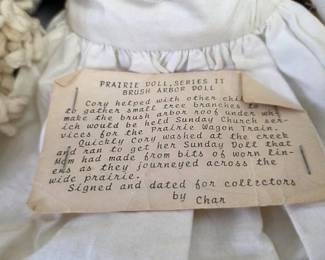 PRAIRIE DOLL, SERIES II
BRUSH ARBOR DOLL
Cory helped with other chil
to gather small tree branches to
make the brush arbor roof under wh-
ich would be held Sunday Church ser-
vices for the Prairie Wagon Train.
Quickly Cory washed at the creek
and ran to get her Sunday Doll that
Mom had made from bits of worn lin-
ens as they journeyed across the
wide prairie.
Signed and dated for collectors
by Char